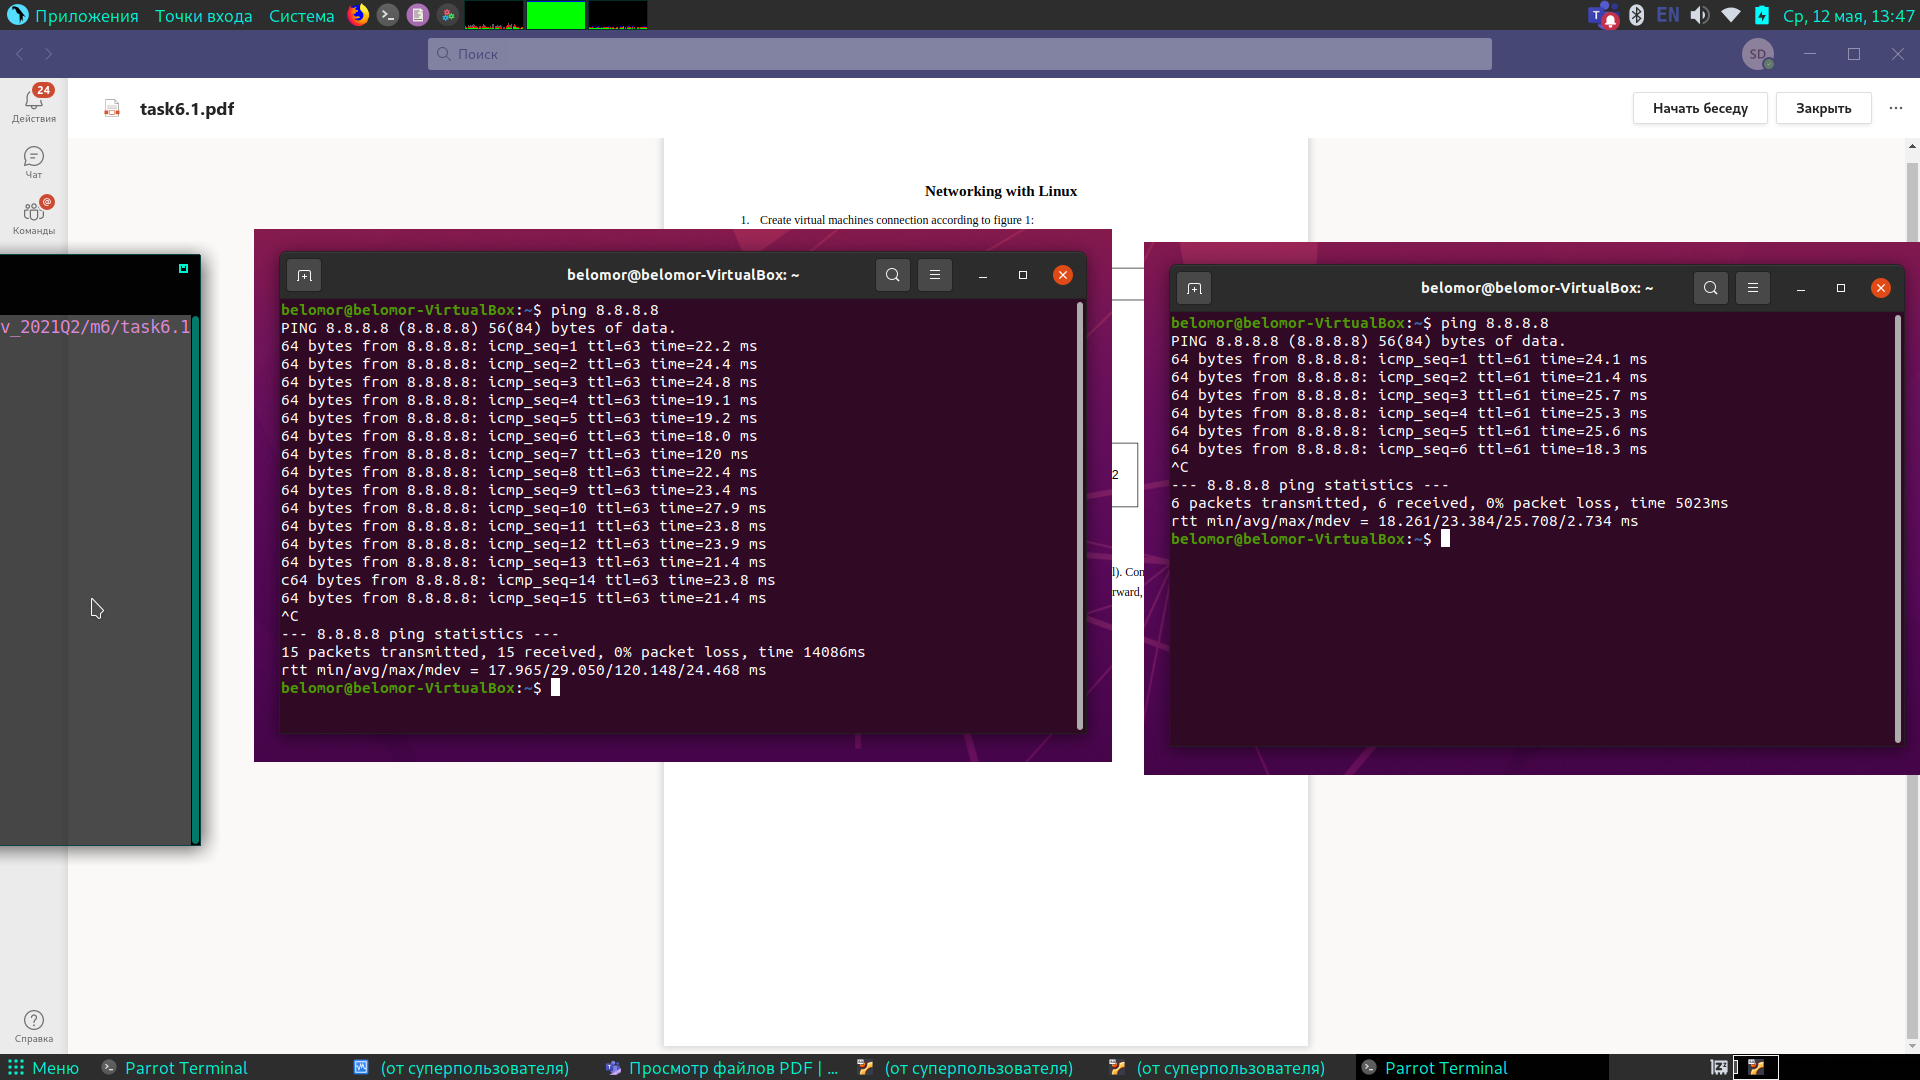 Приложения Точки входа Система EN Ср, 12 мая, 13:47
Поиск SD
24
Действия
task6.1.pdf Начать беседу Закрыть
Чат
@
Команды
Networking with Linux
1. Create virtual machines connection according to figure 1:
v_2021Q2/m6/task6.1
belomor@belomor-VirtualBox: ~
belomor@belomor-VirtualBox:~$ ping 8.8.8.8
PING 8.8.8.8 (8.8.8.8) 56(84) bytes of data.
64 bytes from 8.8.8.8: icmp_seq=1 ttl=63 time=22.2 ms
64 bytes from 8.8.8.8: icmp_seq=2 ttl=63 time=24.4 ms
64 bytes from 8.8.8.8: icmp_seq=3 ttl=63 time=24.8 ms
64 bytes from 8.8.8.8: icmp_seq=4 ttl=63 time=19.1 ms
64 bytes from 8.8.8.8: icmp_seq=5 ttl=63 time=19.2 ms
64 bytes from 8.8.8.8: icmp_seq=6 ttl=63 time=18.0 ms
64 bytes from 8.8.8.8: icmp_seq=7 ttl=63 time=120 ms
64 bytes from 8.8.8.8: icmp_seq=8 ttl=63 time=22.4 ms
64 bytes from 8.8.8.8: icmp_seq=9 ttl=63 time=23.4 ms
64 bytes from 8.8.8.8: icmp_seq=10 ttl=63 time=27.9 ms
64 bytes from 8.8.8.8: icmp_seq=11 ttl=63 time=23.8 ms
64 bytes from 8.8.8.8: icmp_seq=12 ttl=63 time=23.9 ms
64 bytes from 8.8.8.8: icmp_seq=13 ttl=63 time=21.4 ms
c64 bytes from 8.8.8.8: icmp_seq=14 ttl=63 time=23.8 ms
64 bytes from 8.8.8.8: icmp_seq=15 ttl=63 time=21.4 ms
^C
--- 8.8.8.8 ping statistics ---
15 packets transmitted, 15 received, 0% packet loss, time 14086ms
rtt min/avg/max/mdev = 17.965/29.050/120.148/24.468 ms
belomor@belomor-VirtualBox:~$
2
l). Con
rward,
belomor@belomor-VirtualBox: ~
belomor@belomor-VirtualBox:~$ ping 8.8.8.8
PING 8.8.8.8 (8.8.8.8) 56(84) bytes of data.
64 bytes from 8.8.8.8: icmp_seq=1 ttl=61 time=24.1 ms
64 bytes from 8.8.8.8: icmp_seq=2 ttl=61 time=21.4 ms
64 bytes from 8.8.8.8: icmp_seq=3 ttl=61 time=25.7 ms
64 bytes from 8.8.8.8: icmp_seq=4 ttl=61 time=25.3 ms
64 bytes from 8.8.8.8: icmp_seq=5 ttl=61 time=25.6 ms
64 bytes from 8.8.8.8: icmp_seq=6 ttl=61 time=18.3 ms
^C
--- 8.8.8.8 ping statistics ---
6 packets transmitted, 6 received, 0% packet loss, time 5023ms
rtt min/avg/max/mdev = 18.261/23.384/25.708/2.734 ms
belomor@belomor-VirtualBox:~$
Справка
Меню Parrot Terminal (от суперпользователя) Просмотр файлов PDF | ... (от суперпользователя) (от суперпользователя) Parrot Terminal